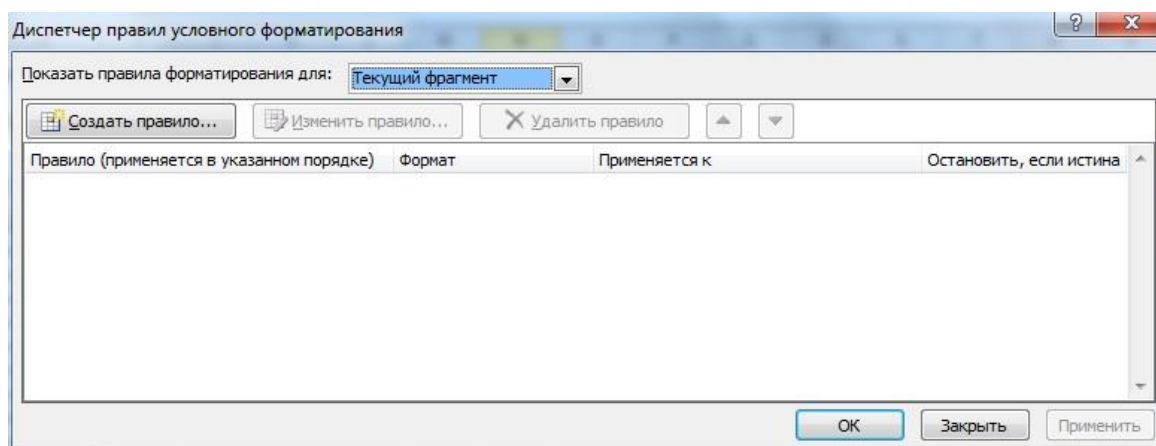 Диспетчер правил условного форматирования
Показать правила форматирования для: Текущий фрагмент
Создать правило... Изменить правило... Удалить правило
Правило (применяется в указанном порядке) Формат Применяется к Остановить, если истина
ОК Закрыть Применить